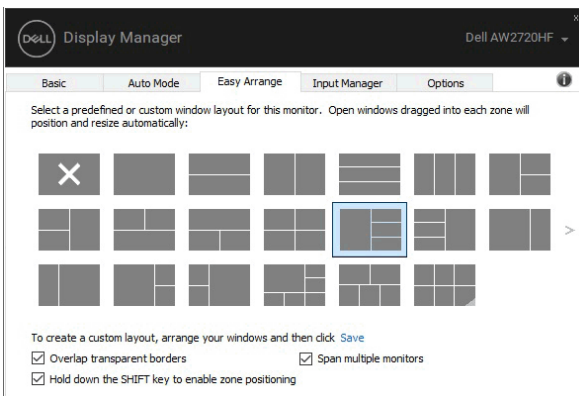 DELL Display Manager
Dell AW2720HF
Basic Auto Mode Easy Arrange Input Manager Options
Select a predefined or custom window layout for this monitor. Open windows dragged into each zone will
position and resize automatically:
To create a custom layout, arrange your windows and then click Save
Overlap transparent borders Span multiple monitors
Hold down the SHIFT key to enable zone positioning